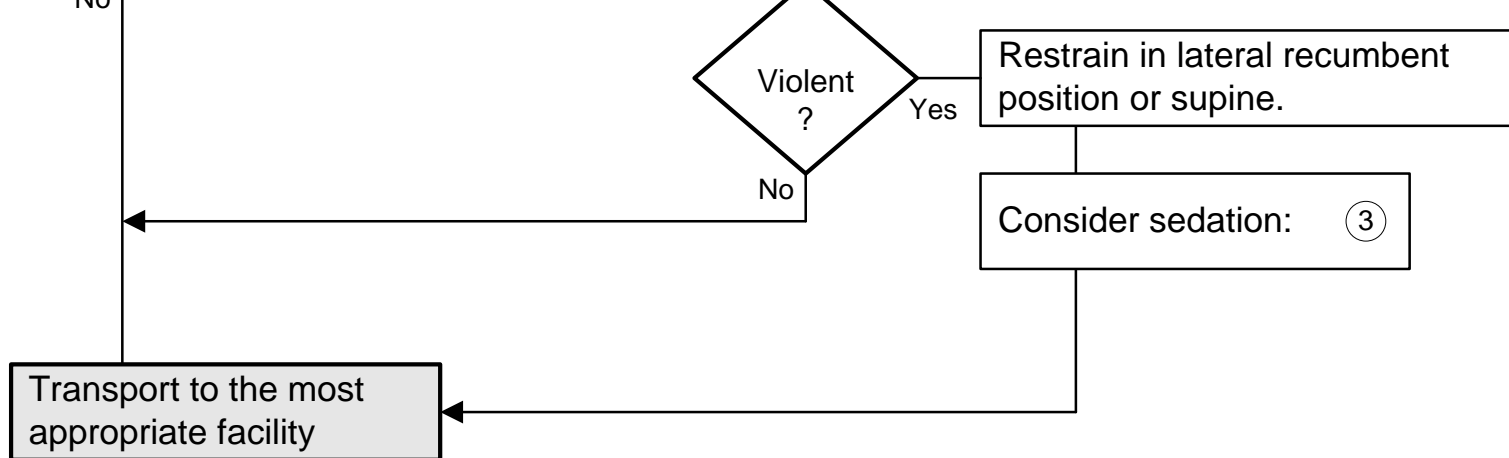 No
Violent
?
Yes
Restrain in lateral recumbent
position or supine.
No
Consider sedation: 3
Transport to the most
appropriate facility